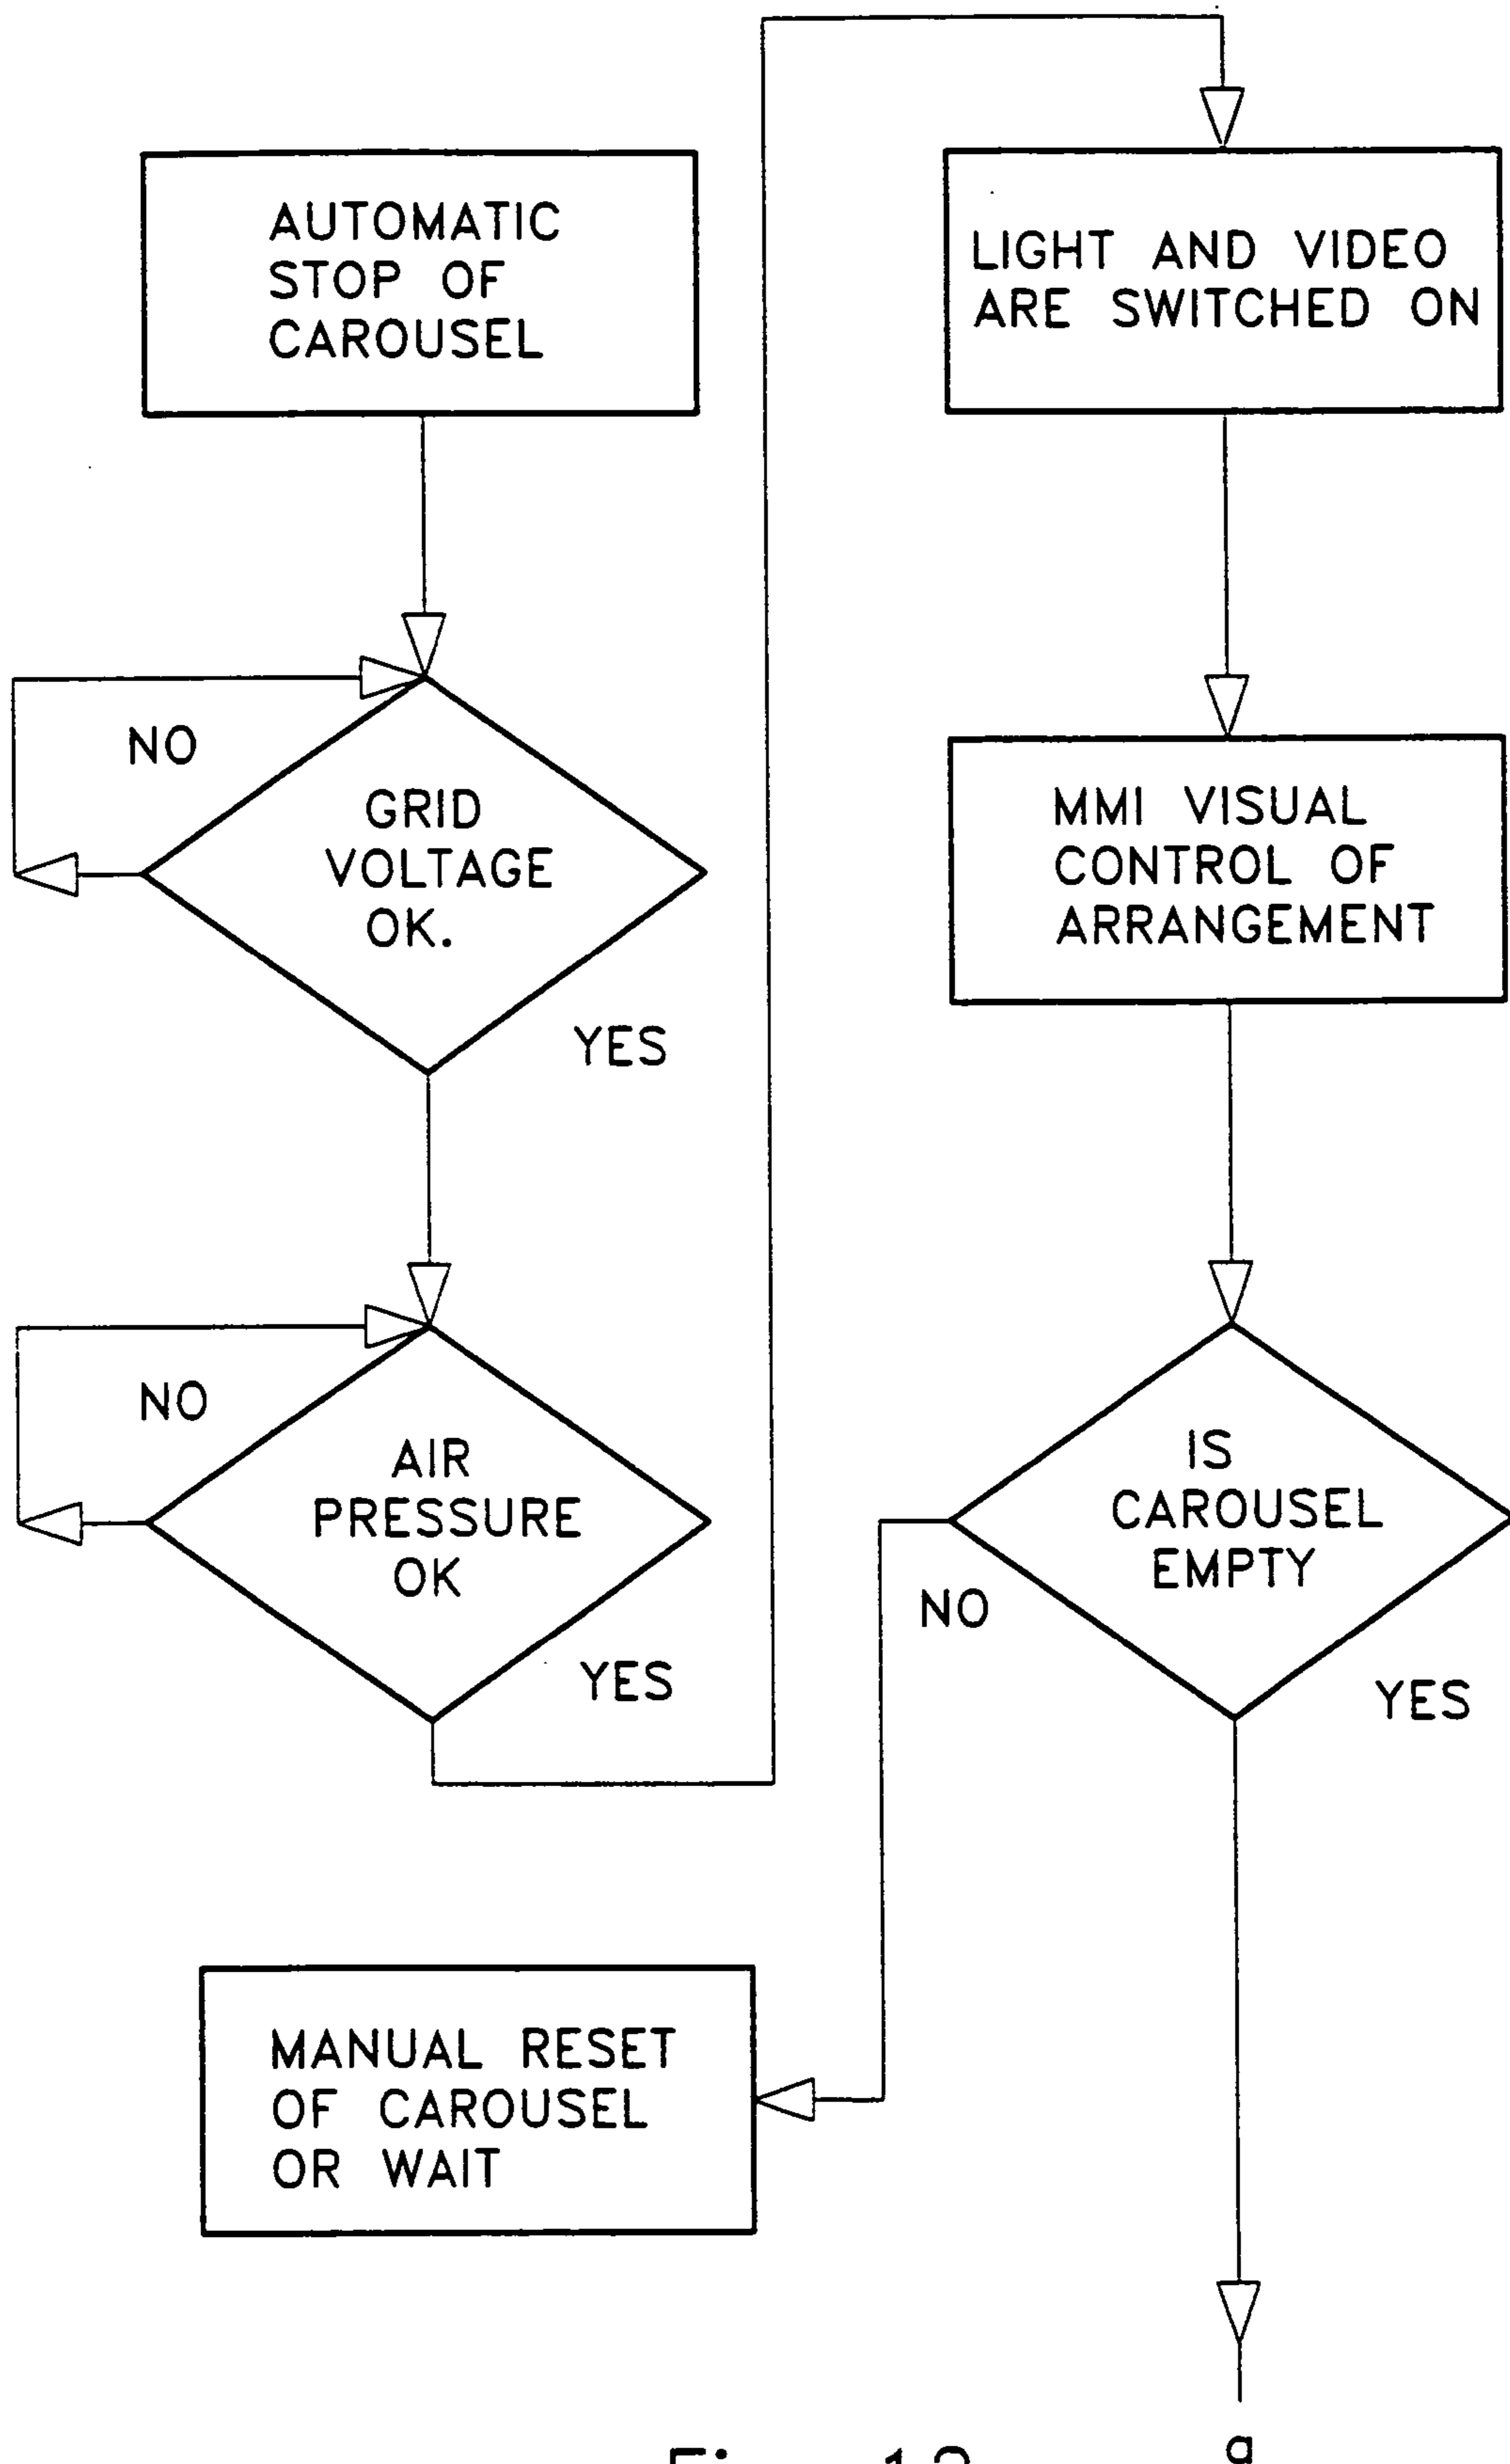 AUTOMATIC
STOP OF
CAROUSEL
NO
GRID
VOLTAGE
OK.
YES
NO
AIR
PRESSURE
OK
YES
LIGHT AND VIDEO
ARE SWITCHED ON
MMI VISUAL
CONTROL OF
ARRANGEMENT
IS
CAROUSEL
EMPTY
NO
YES
MANUAL RESET
OF CAROUSEL
OR WAIT
a